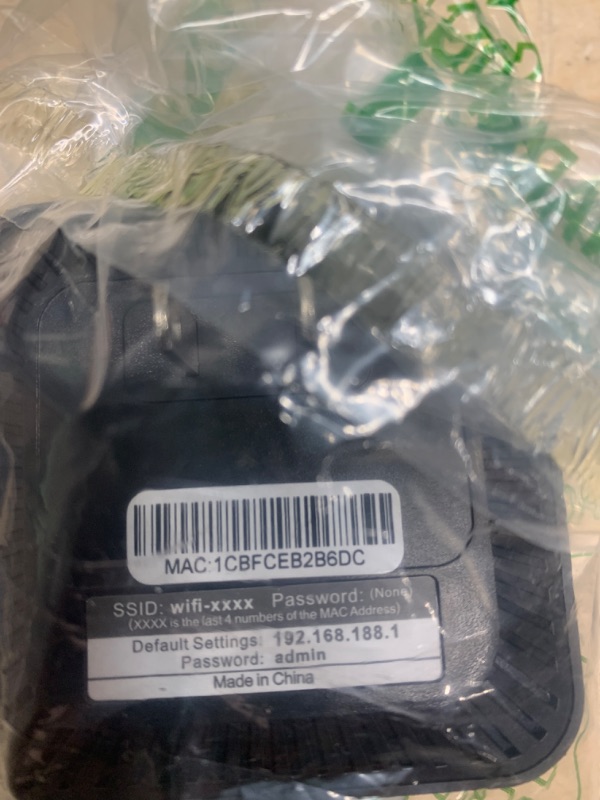 MAC:1CBFCEB2B6DC
SSID: wifi-xxxx Password: (None)
(XXXX is the last 4 numbers of the MAC Address)
Default Settings: 192.168.188.1
Password: admin
Made in China